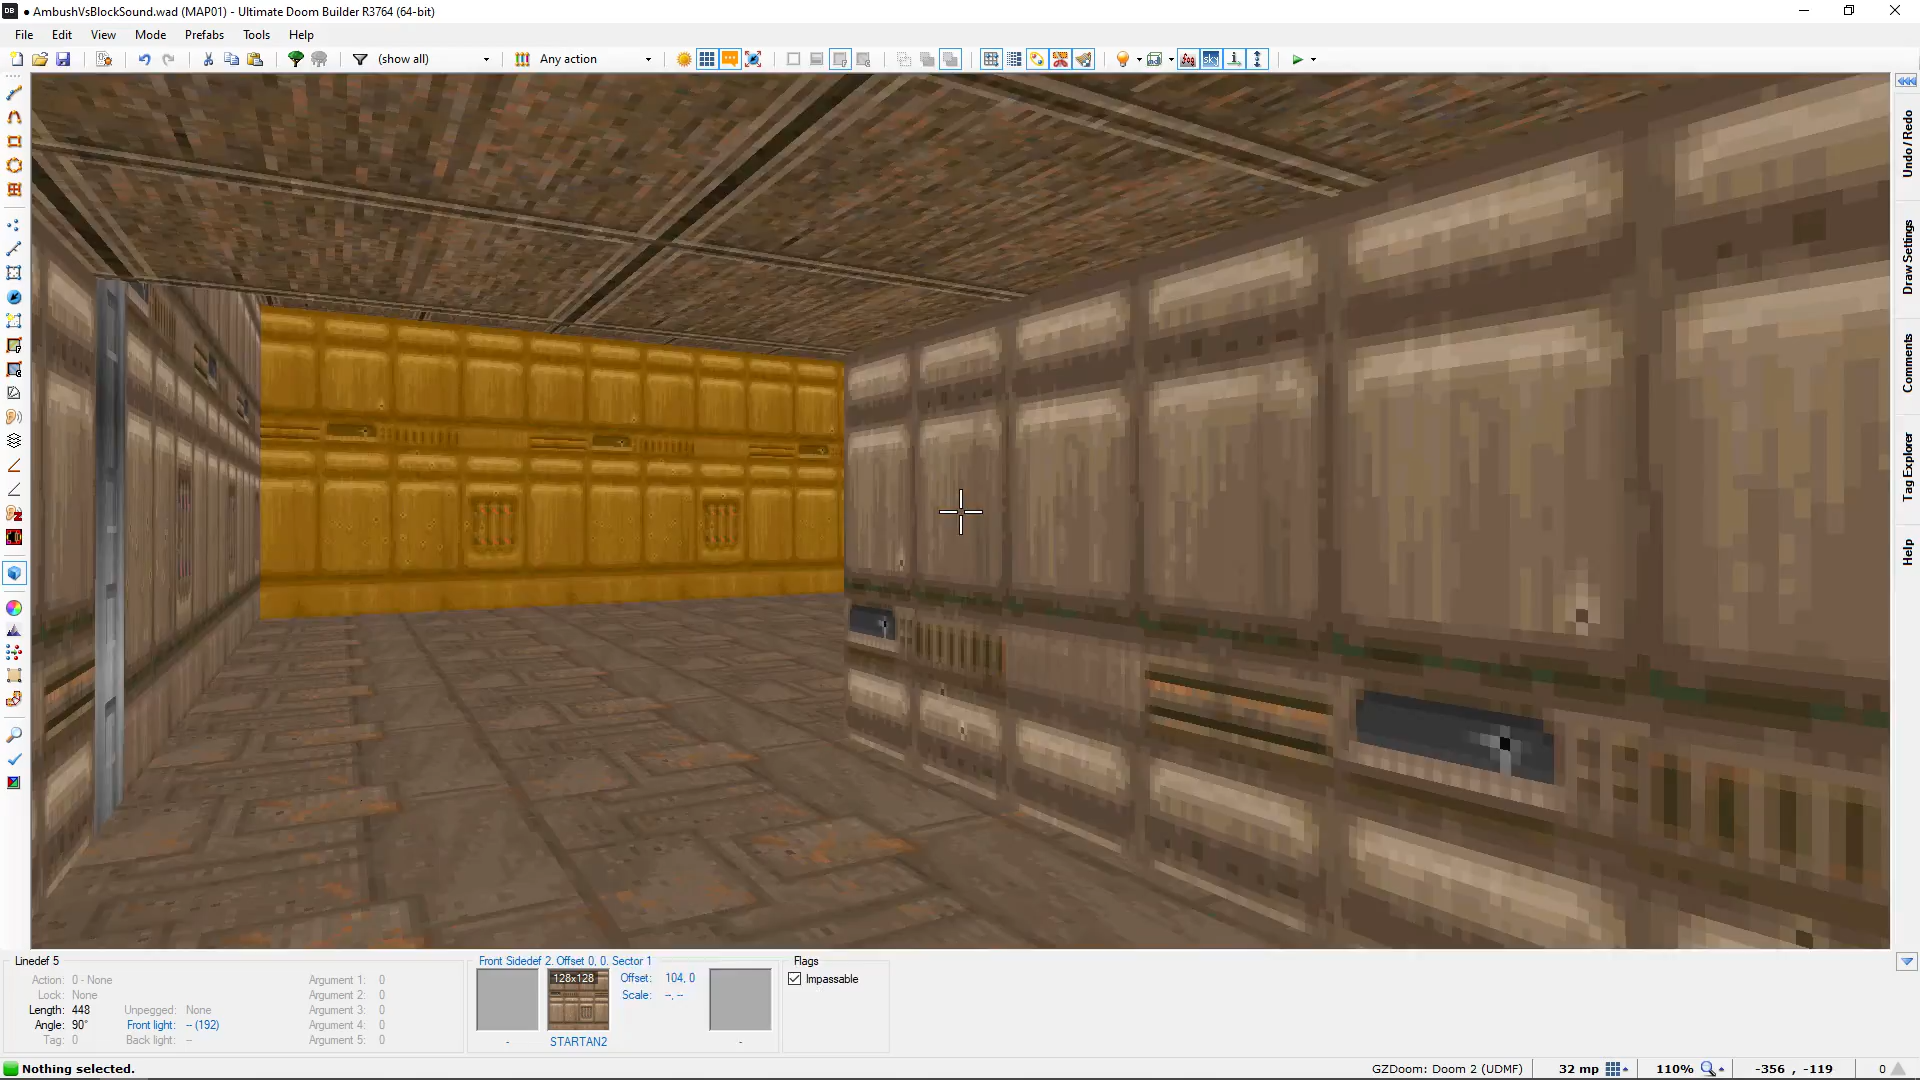 AmbushVsBlockSound.wad (MAP01) - Ultimate Doom Builder R3764 (64-bit)
File Edit View Mode Prefabs Tools Help
(show all) Any action
Undo / Redo
Draw Settings
Comments
Tag Explorer
Help
Linedef 5
Action: 0 - None
Lock: None
Length: 448
Angle: 90°
Tag: 0
Unpegged: None
Front light: -- (192)
Back light: --
Argument 1: 0
Argument 2: 0
Argument 3: 0
Argument 4: 0
Argument 5: 0
Front Sidedef 2. Offset 0, 0. Sector 1
128x128
Offset: 104, 0
Scale: --, --
- STARTAN2 -
Flags
Impassable
Nothing selected.
GZDoom: Doom 2 (UDMF) 32 mp 110% -356 , -119 0